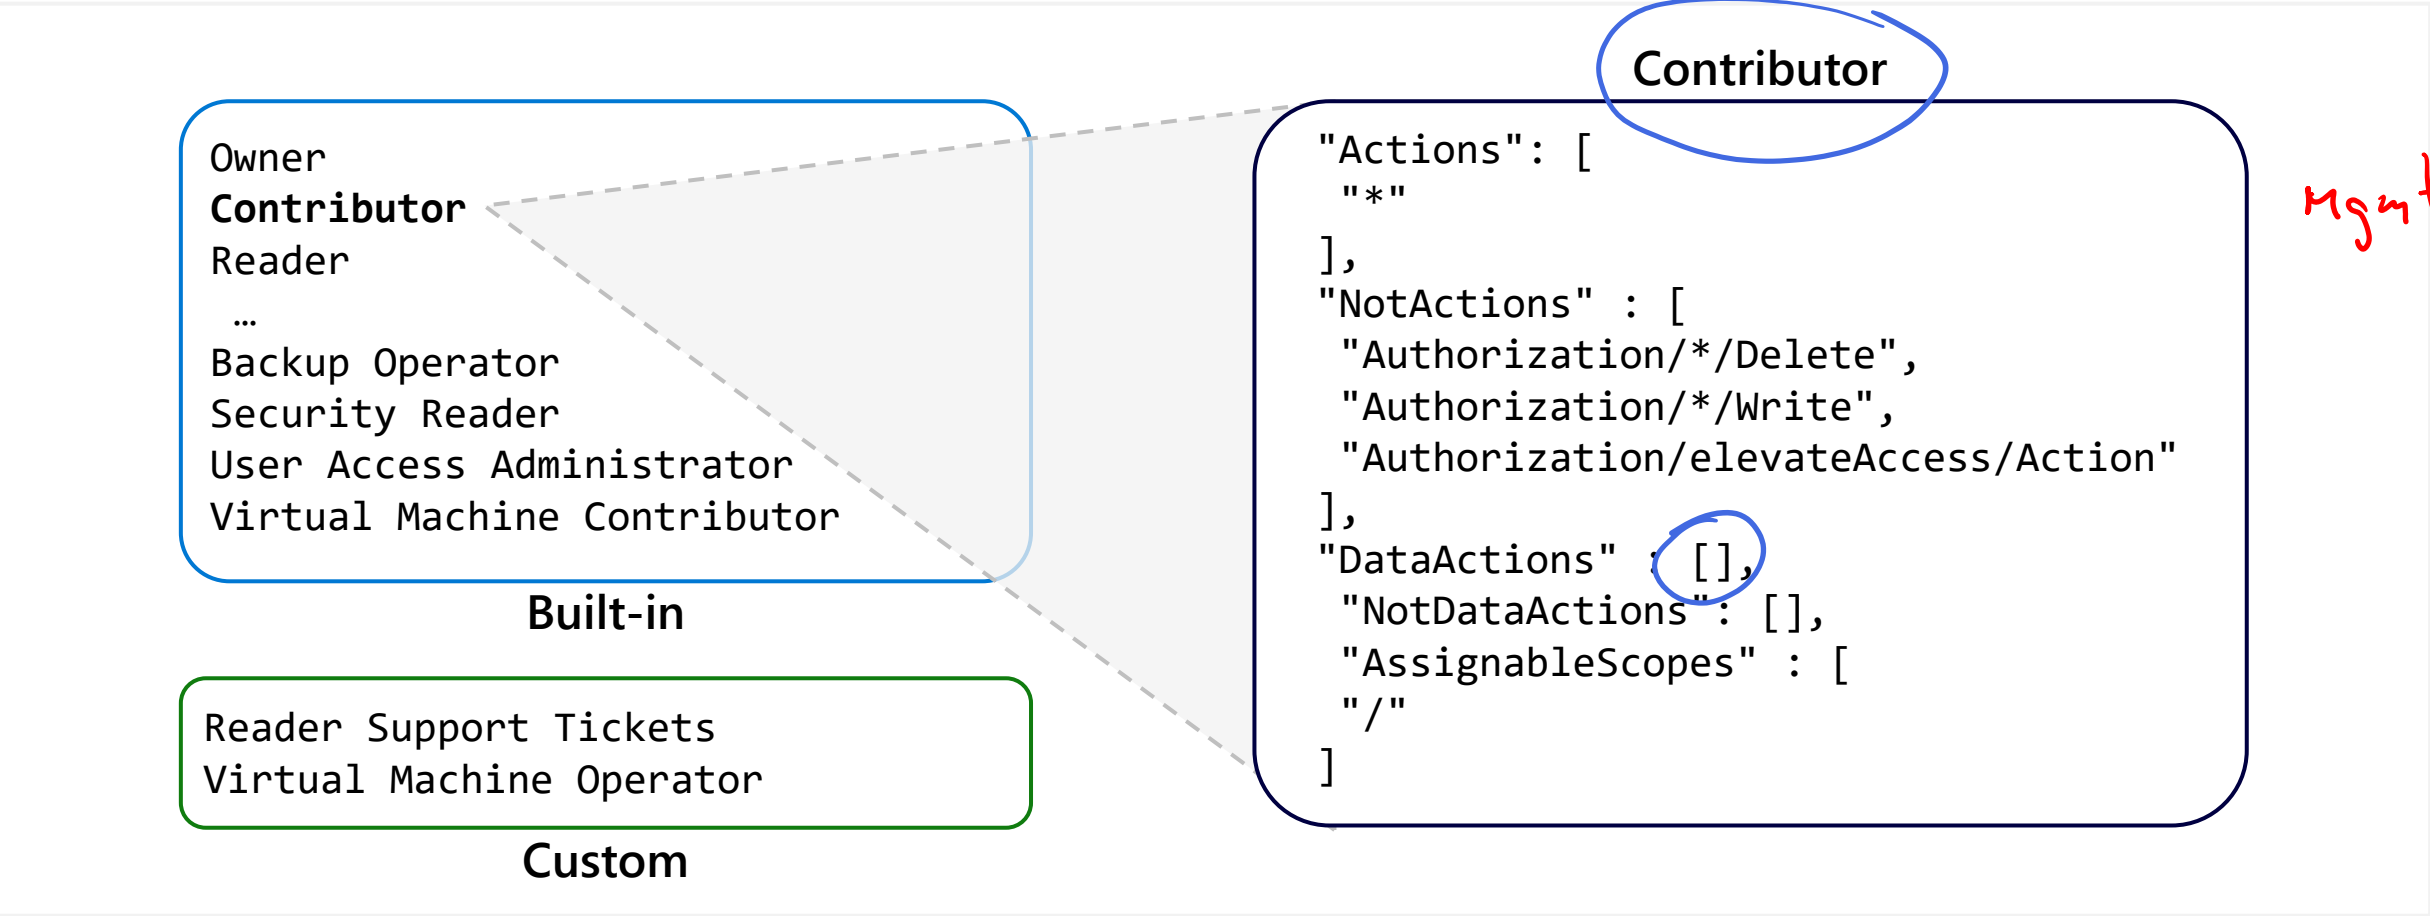 Owner
Contributor
Reader
…
Backup Operator
Security Reader
User Access Administrator
Virtual Machine Contributor
Built-in
Reader Support Tickets
Virtual Machine Operator
Custom
Contributor
"Actions": [
"*"
],
"NotActions" : [
"Authorization/*/Delete",
"Authorization/*/Write",
"Authorization/elevateAccess/Action"
],
"DataActions" : [],
"NotDataActions": [],
"AssignableScopes" : [
"/"
]
Mgmt